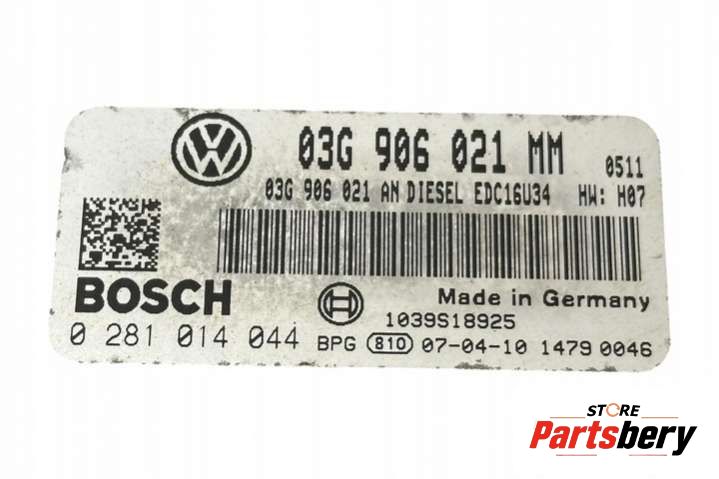 03G 906 021 MM 0511
03G 906 021 AN DIESEL EDC16U34 HW: H07
BOSCH Made in Germany
1039S18925
0 281 014 044 BPG 810 07-04-10 1479 0046
STORE
Partsbery